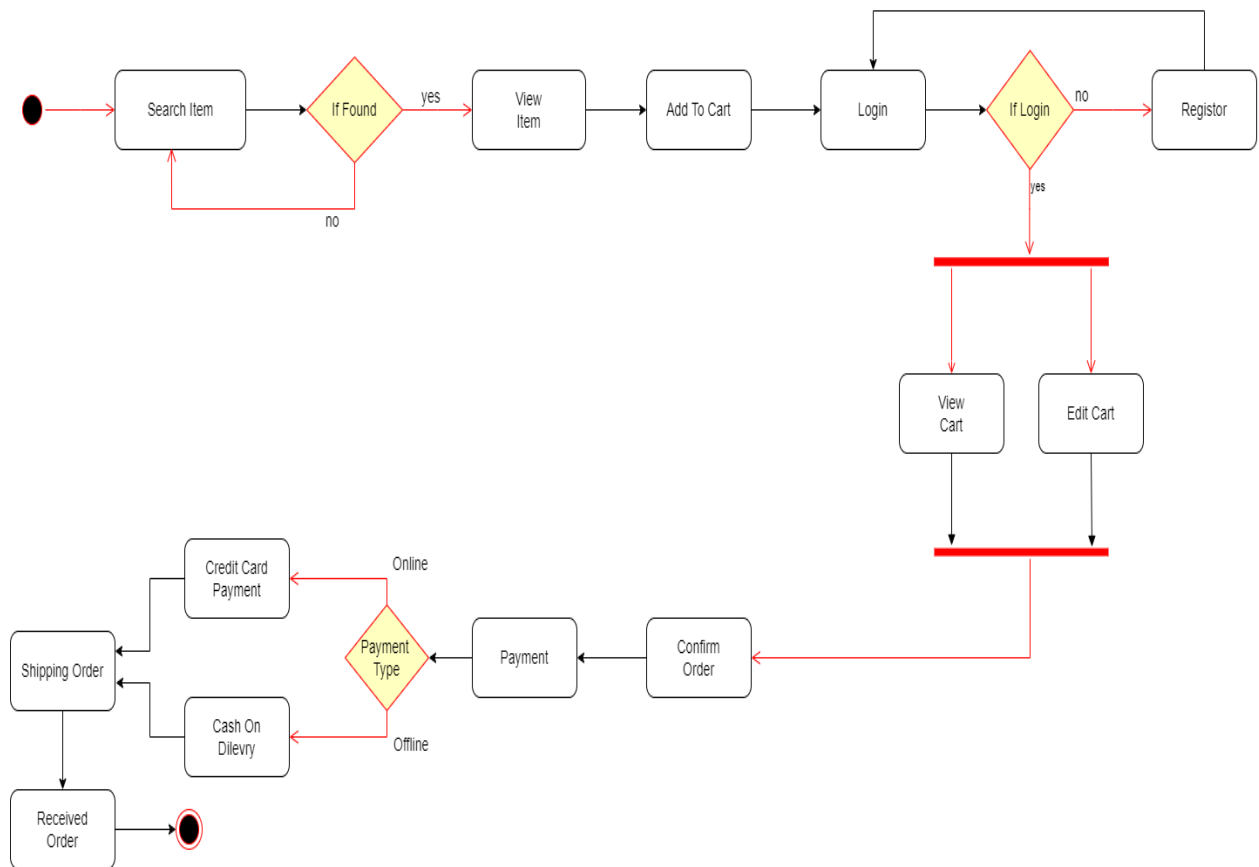 Search Item
If Found
yes
no
View
Item
Add To Cart
Login
If Login
no
yes
Registor
View
Cart
Edit Cart
Confirm
Order
Payment
Payment
Type
Online
Offline
Credit Card
Payment
Cash On
Dilevry
Shipping Order
Received
Order